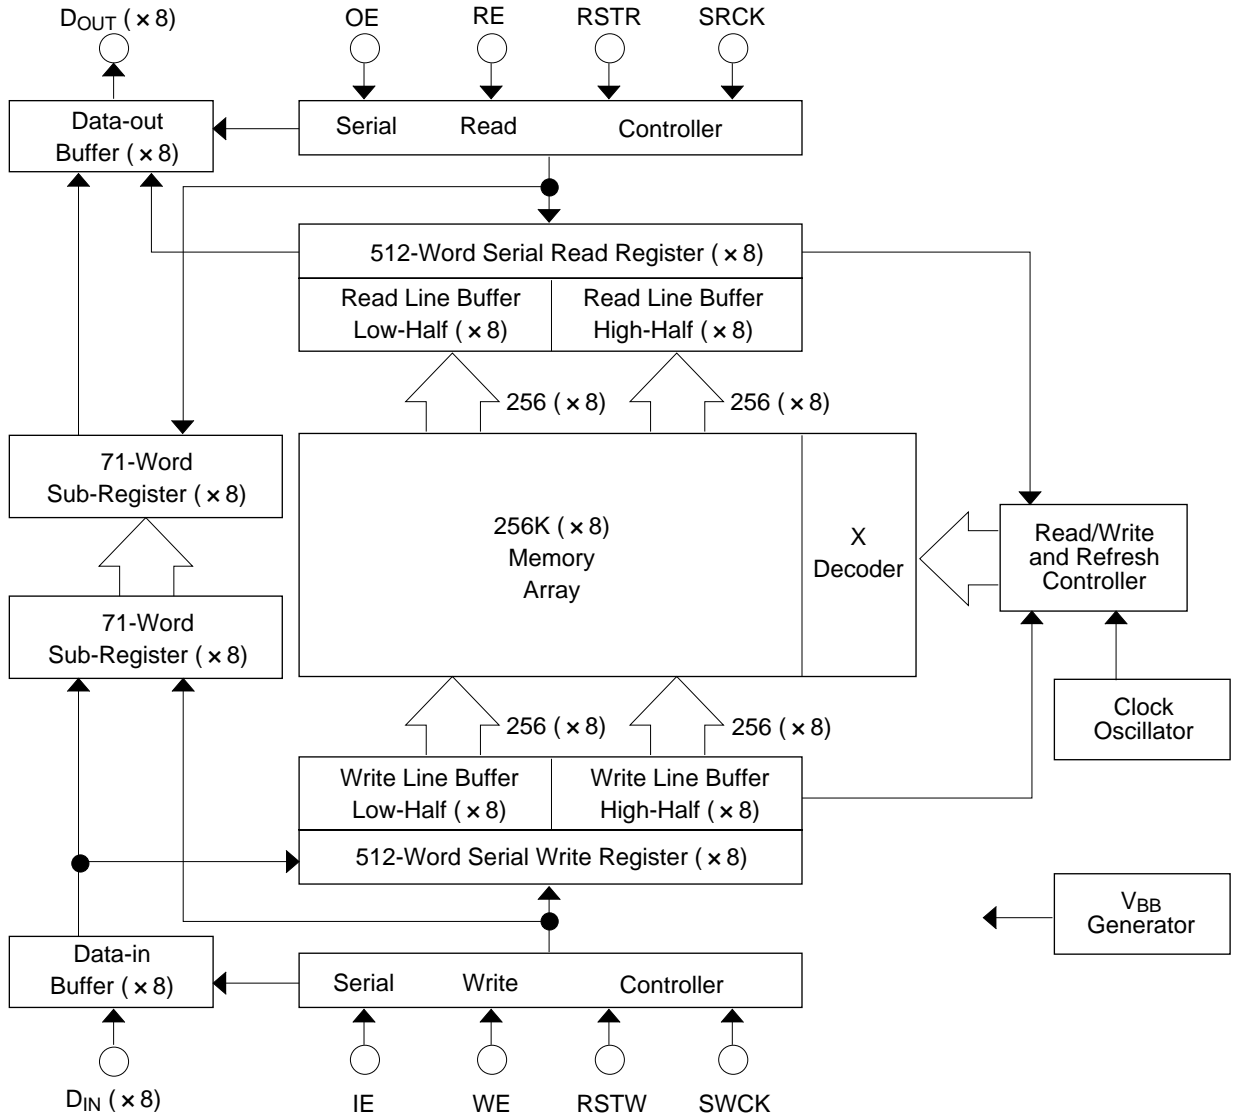 DOUT (×8)
OE
RE
RSTR
SRCK
Data-out
Buffer (×8)
Serial Read Controller
512-Word Serial Read Register (×8)
Read Line Buffer
Low-Half (×8)
Read Line Buffer
High-Half (×8)
256 (×8)
256 (×8)
71-Word
Sub-Register (×8)
256K (×8)
Memory
Array
X
Decoder
Read/Write
and Refresh
Controller
71-Word
Sub-Register (×8)
Clock
Oscillator
256 (×8)
256 (×8)
Write Line Buffer
Low-Half (×8)
Write Line Buffer
High-Half (×8)
512-Word Serial Write Register (×8)
VBB
Generator
Data-in
Buffer (×8)
Serial Write Controller
DIN (×8)
IE
WE
RSTW
SWCK